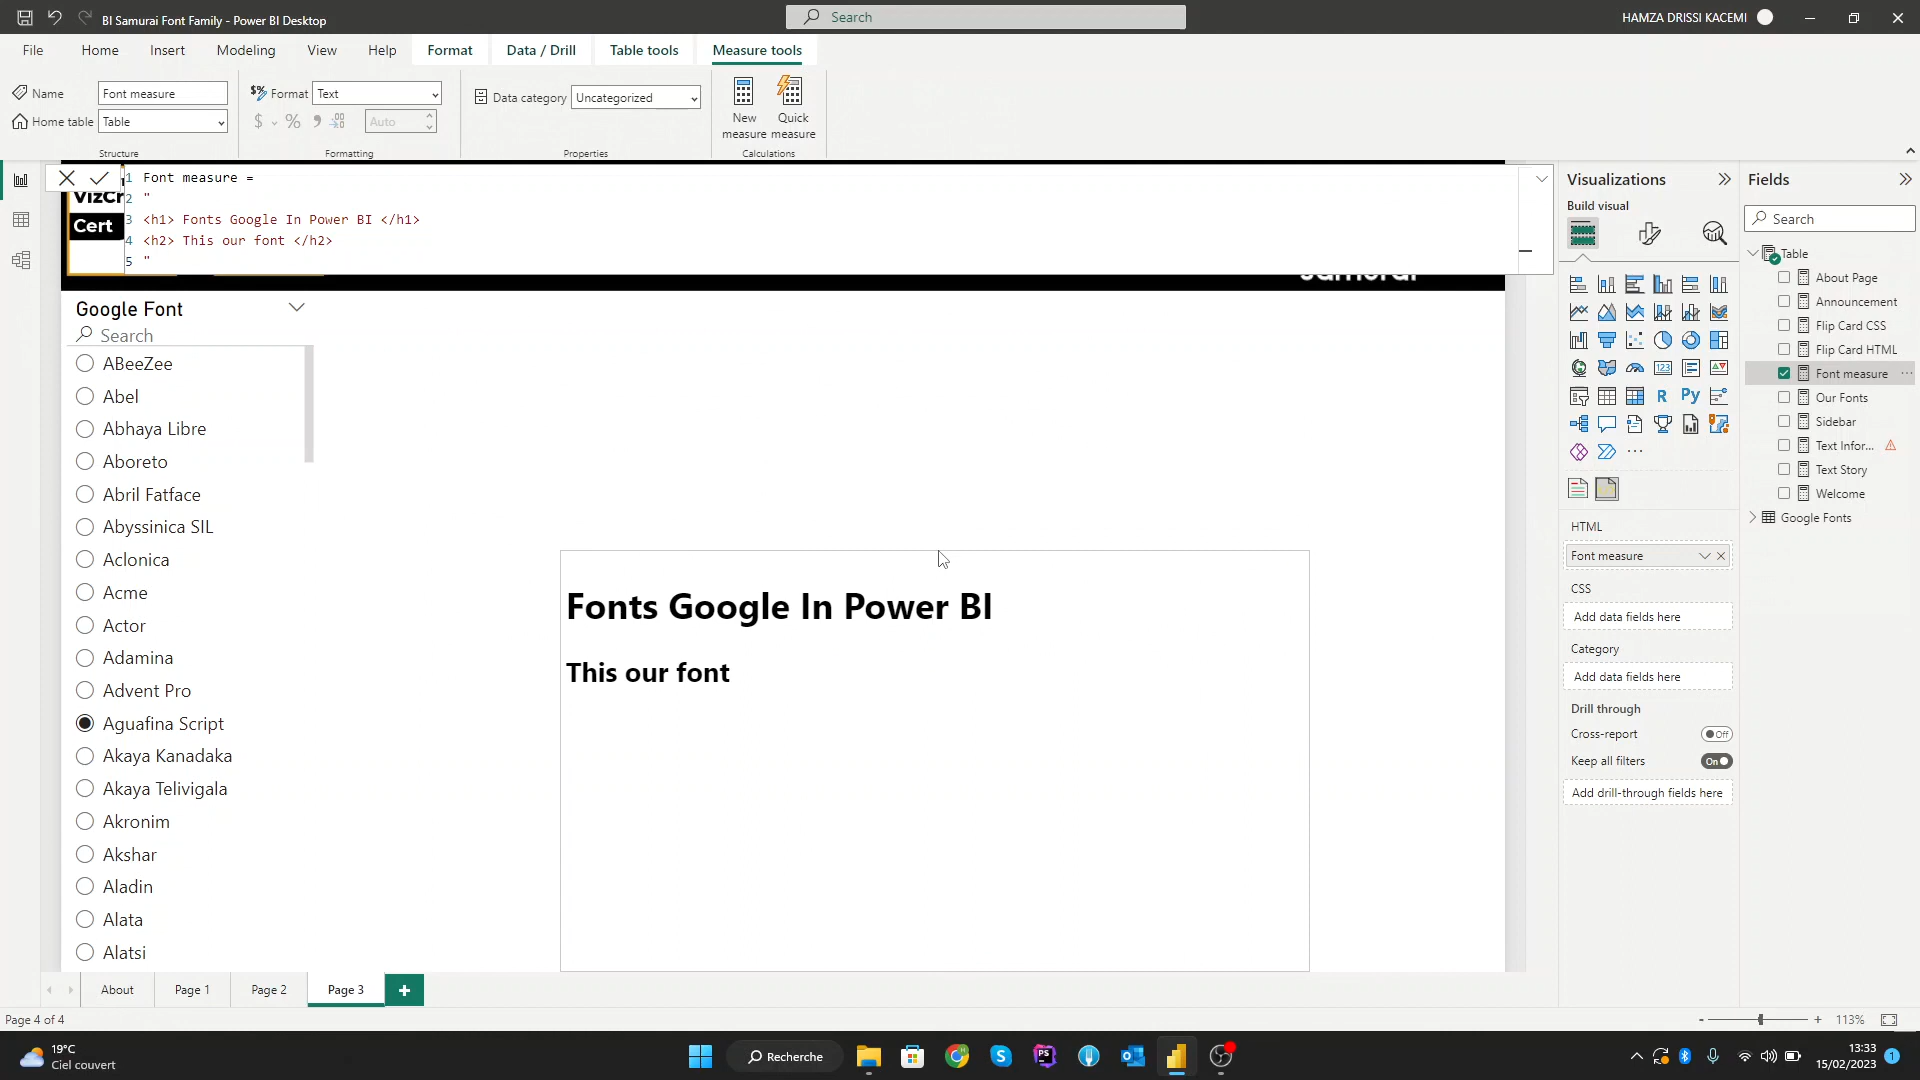 BI Samurai Font Family - Power BI Desktop
Search
HAMZA DRISSI KACEMI
File
Home
Insert
Modeling
View
Help
Format
Data / Drill
Table tools
Measure tools
Name
Font measure
Home table
Table
Structure
Format
Text
$
%
Auto
Formatting
Data category
Uncategorized
Properties
New measure
Quick measure
Calculations
Cert
1 Font measure =
2 "
3 <h1> Fonts Google In Power BI </h1>
4 <h2> This our font </h2>
5 "
Google Font
Search
ABeeZee
Abel
Abhaya Libre
Aboreto
Abril Fatface
Abyssinica SIL
Aclonica
Acme
Actor
Adamina
Advent Pro
Aguafina Script
Akaya Kanadaka
Akaya Telivigala
Akronim
Akshar
Aladin
Alata
Alatsi
Fonts Google In Power BI
This our font
Visualizations
Build visual
123
R
Py
HTML
Font measure
CSS
Add data fields here
Category
Add data fields here
Drill through
Cross-report
Off
Keep all filters
On
Add drill-through fields here
Fields
Search
Table
About Page
Announcement
Flip Card CSS
Flip Card HTML
Font measure
Our Fonts
Sidebar
Text Infor...
Text Story
Welcome
Google Fonts
About
Page 1
Page 2
Page 3
+
Page 4 of 4
- + 113%
19°C
Ciel couvert
Recherche
13:33
15/02/2023
1